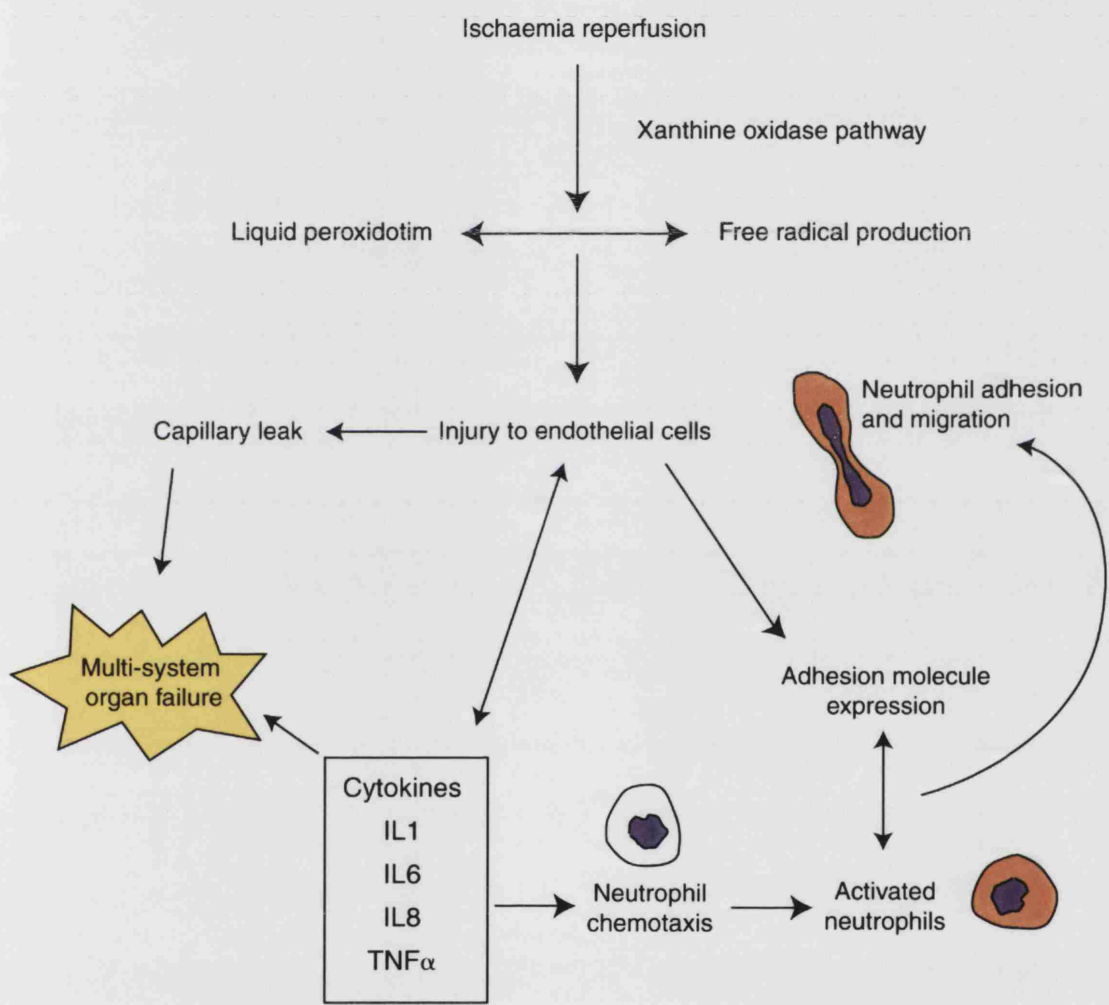 Ischaemia reperfusion
Xanthine oxidase pathway
Liquid peroxidotim
Free radical production
Neutrophil adhesion
and migration
Capillary leak
Injury to endothelial cells
Multi-system
organ failure
Adhesion molecule
expression
Cytokines
IL1
IL6
IL8
TNFα
Neutrophil
chemotaxis
Activated
neutrophils